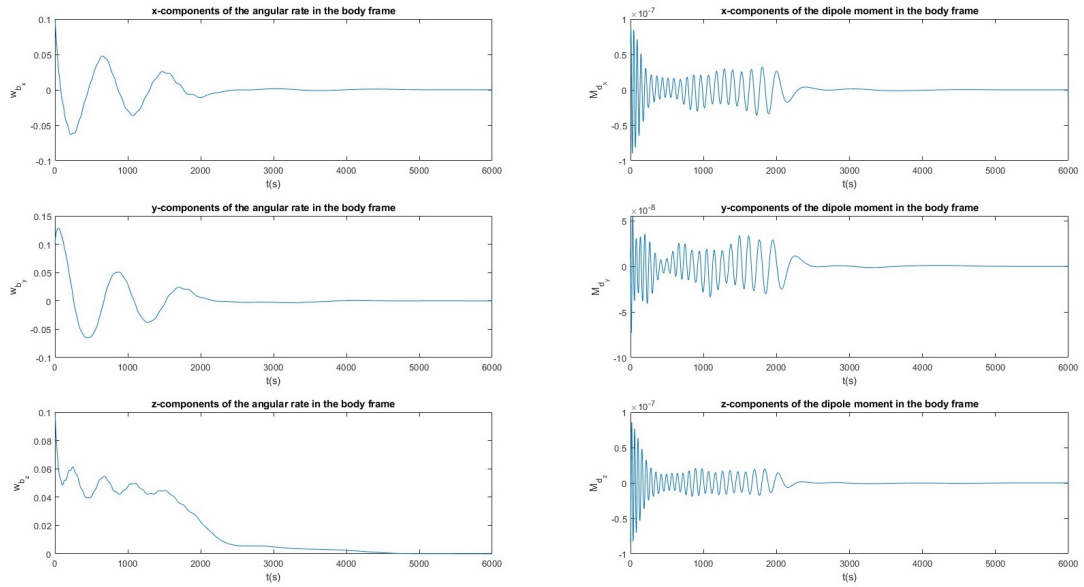 x-components of the angular rate in the body frame
0.1
0.05
0
-0.05
-0.1
w_{b_x}
0 1000 2000 3000 4000 5000 6000
t(s)
x-components of the dipole moment in the body frame
× 10^{-7}
1
0.5
0
-0.5
-1
M_{d_x}
0 1000 2000 3000 4000 5000 6000
t(s)
y-components of the angular rate in the body frame
0.15
0.1
0.05
0
-0.05
-0.1
w_{b_y}
0 1000 2000 3000 4000 5000 6000
t(s)
y-components of the dipole moment in the body frame
× 10^{-8}
5
0
-5
-10
M_{d_y}
0 1000 2000 3000 4000 5000 6000
t(s)
z-components of the angular rate in the body frame
0.1
0.08
0.06
0.04
0.02
0
w_{b_z}
0 1000 2000 3000 4000 5000 6000
t(s)
z-components of the dipole moment in the body frame
× 10^{-7}
1
0.5
0
-0.5
-1
M_{d_z}
0 1000 2000 3000 4000 5000 6000
t(s)